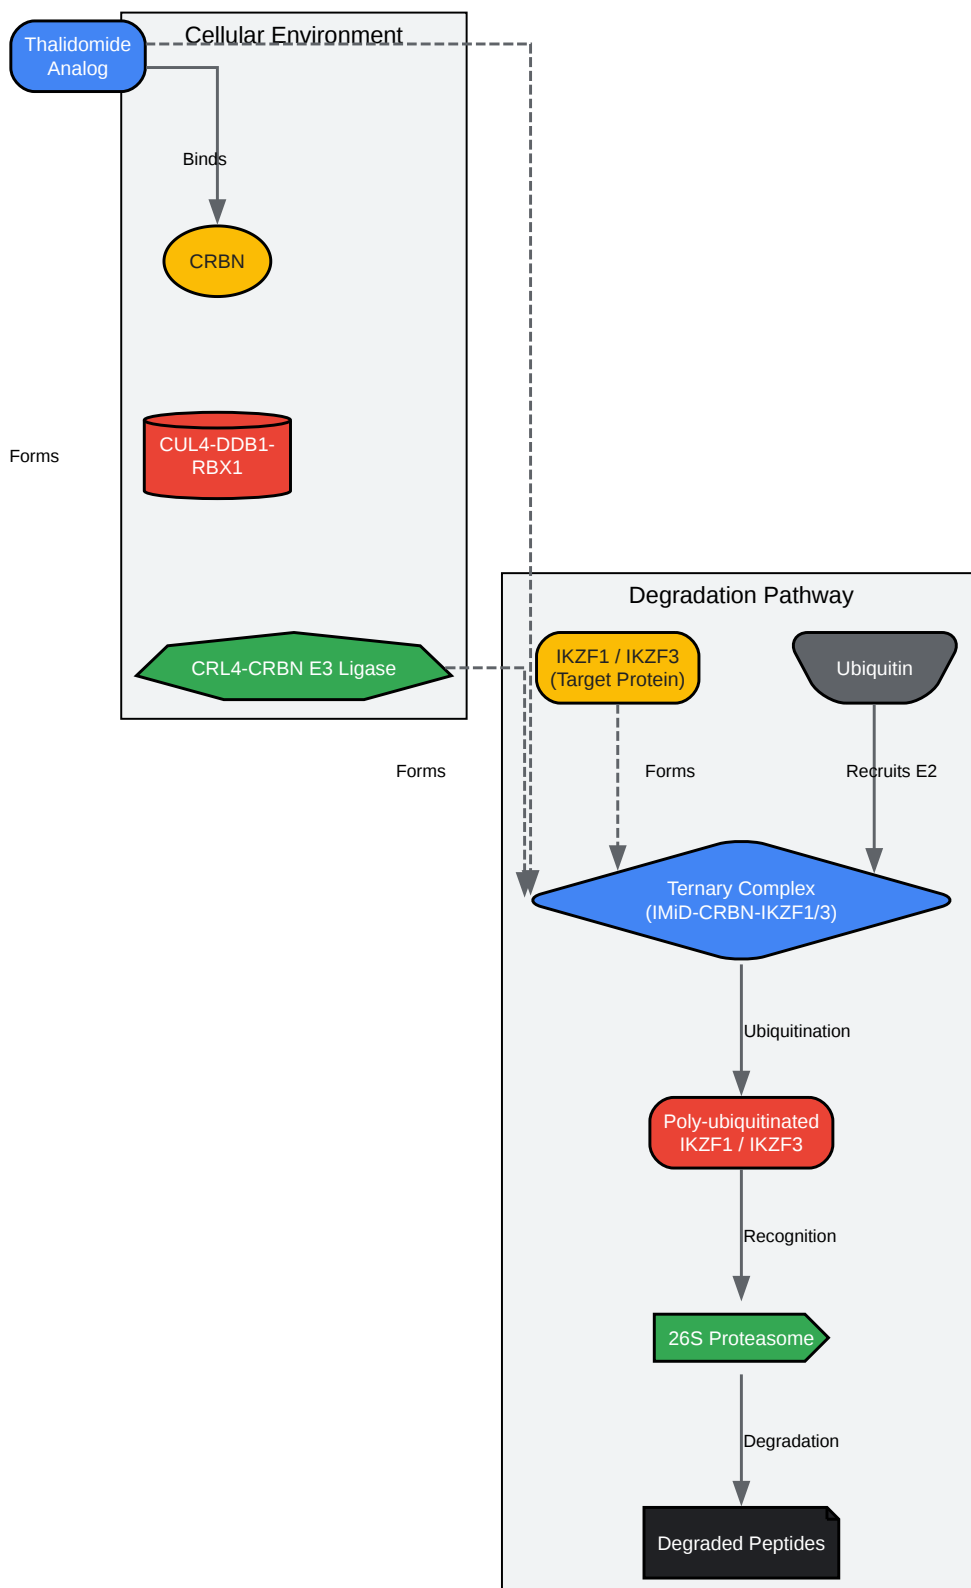 Cellular Environment
Thalidomide
Analog
Binds
CRBN
CUL4-DDB1-
RBX1
Forms
CRL4-CRBN E3 Ligase
Degradation Pathway
IKZF1 / IKZF3
(Target Protein)
Ubiquitin
Forms
Forms
Recruits E2
Ternary Complex
(IMiD-CRBN-IKZF1/3)
Ubiquitination
Poly-ubiquitinated
IKZF1 / IKZF3
Recognition
26S Proteasome
Degradation
Degraded Peptides